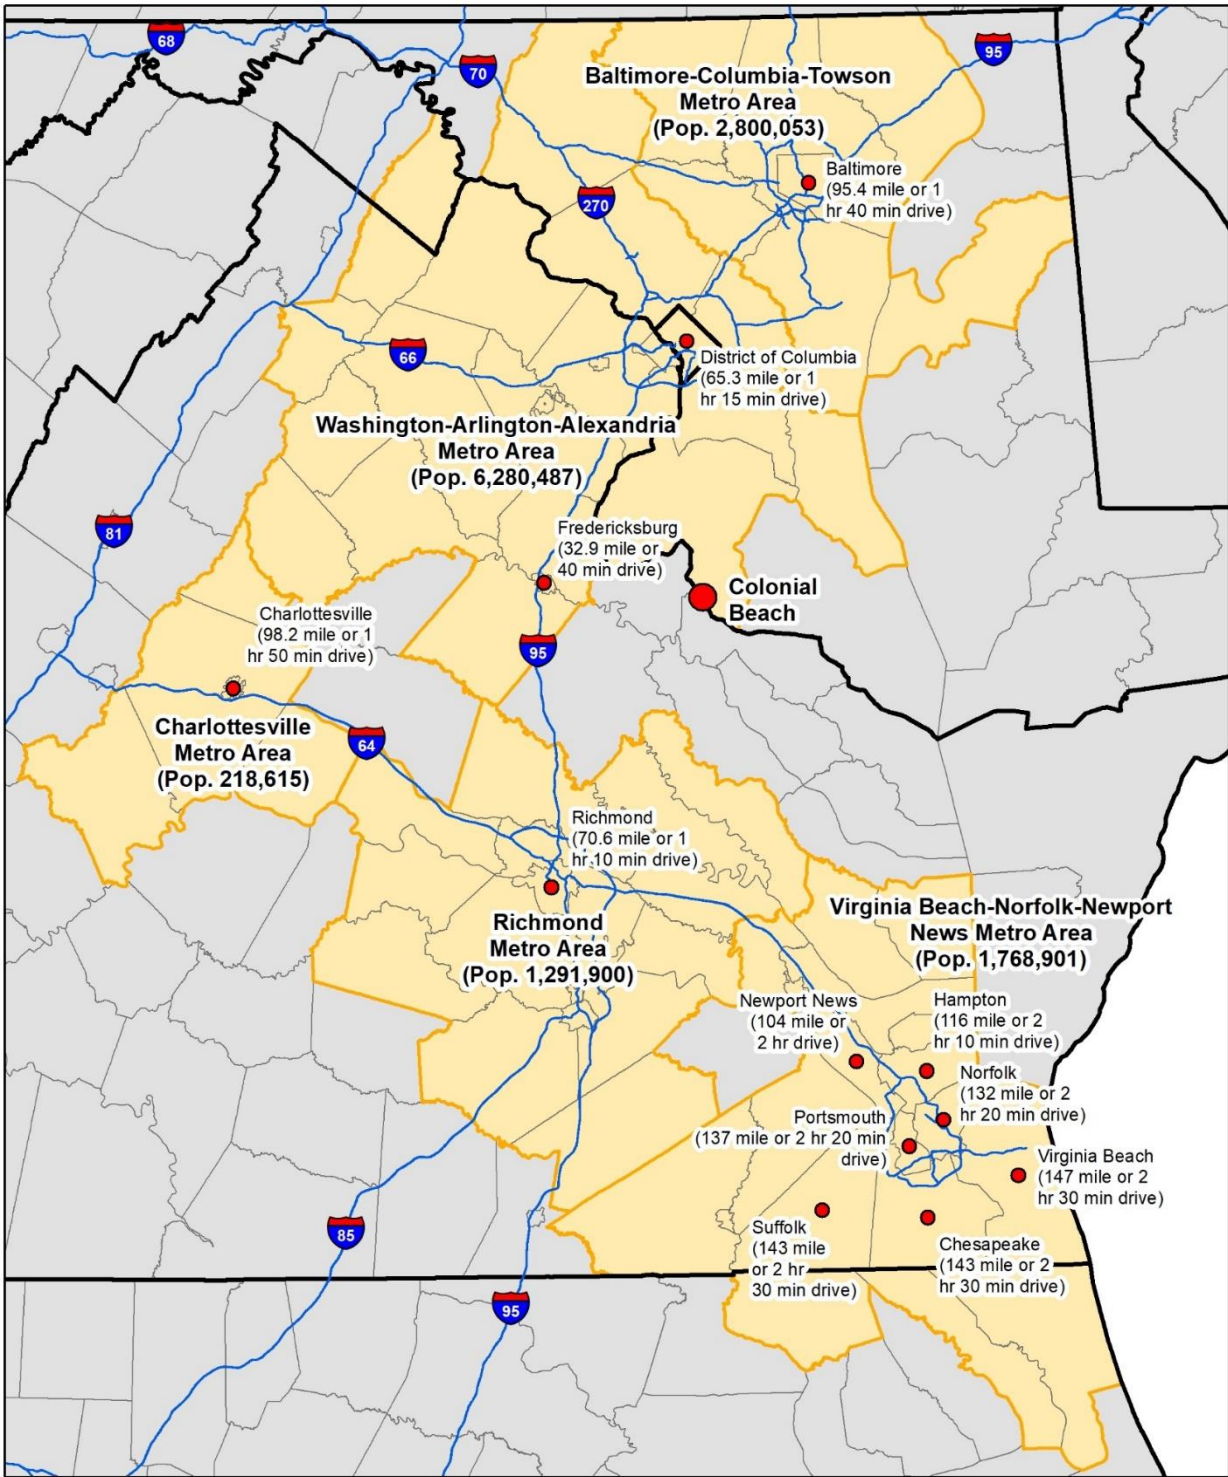 68
70
95
Baltimore-Columbia-Towson
Metro Area
(Pop. 2,800,053)
Baltimore
(95.4 mile or 1
hr 40 min drive)
270
66
District of Columbia
(65.3 mile or 1
hr 15 min drive)
Washington-Arlington-Alexandria
Metro Area
(Pop. 6,280,487)
81
Fredericksburg
(32.9 mile or
40 min drive)
Colonial
Beach
Charlottesville
(98.2 mile or 1
hr 50 min drive)
95
Charlottesville
Metro Area
(Pop. 218,615)
64
Richmond
(70.6 mile or 1
hr 10 min drive)
Richmond
Metro Area
(Pop. 1,291,900)
Virginia Beach-Norfolk-Newport
News Metro Area
(Pop. 1,768,901)
Newport News
(104 mile or
2 hr drive)
Hampton
(116 mile or 2
hr 10 min drive)
Norfolk
(132 mile or 2
hr 20 min drive)
Portsmouth
(137 mile or 2 hr 20 min
drive)
Virginia Beach
(147 mile or 2
hr 30 min drive)
Suffolk
(143 mile
or 2 hr
30 min drive)
Chesapeake
(143 mile or 2
hr 30 min drive)
85
95